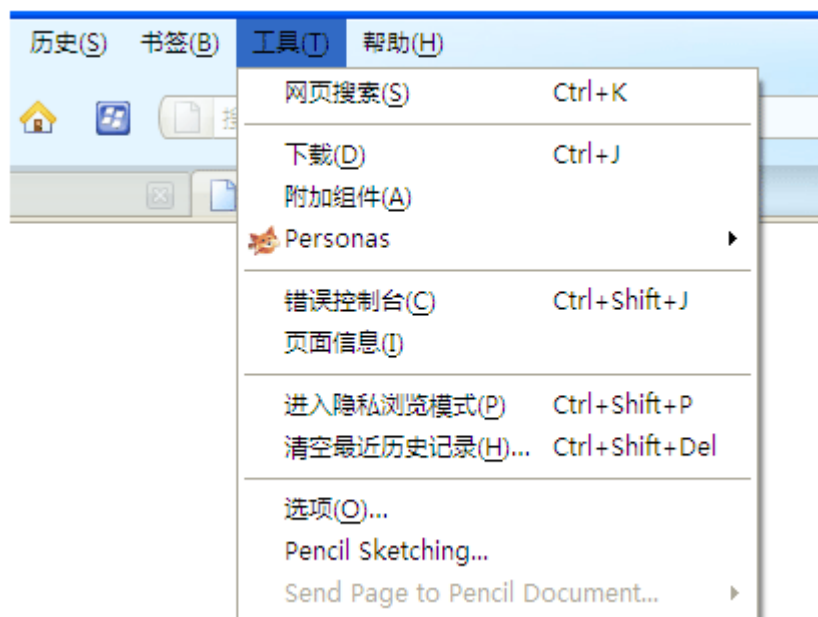 历史(S) 书签(B) 工具(T) 帮助(H)
网页搜索(S) Ctrl+K
下载(D) Ctrl+J
附加组件(A)
Personas
错误控制台(C) Ctrl+Shift+J
页面信息(I)
进入隐私浏览模式(P) Ctrl+Shift+P
清空最近历史记录(H)... Ctrl+Shift+Del
选项(O)...
Pencil Sketching...
Send Page to Pencil Document...